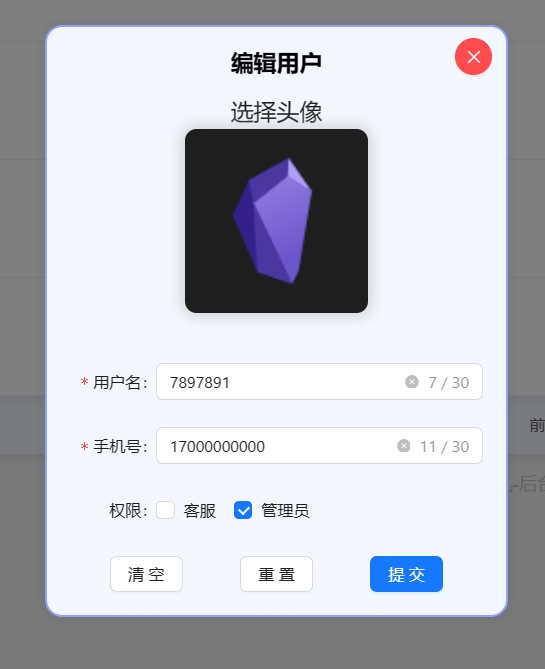 编辑用户
选择头像
* 用户名: 7897891 7 / 30
前
* 手机号: 17000000000 11 / 30
后台
权限: 客服 管理员
清 空 重 置 提 交